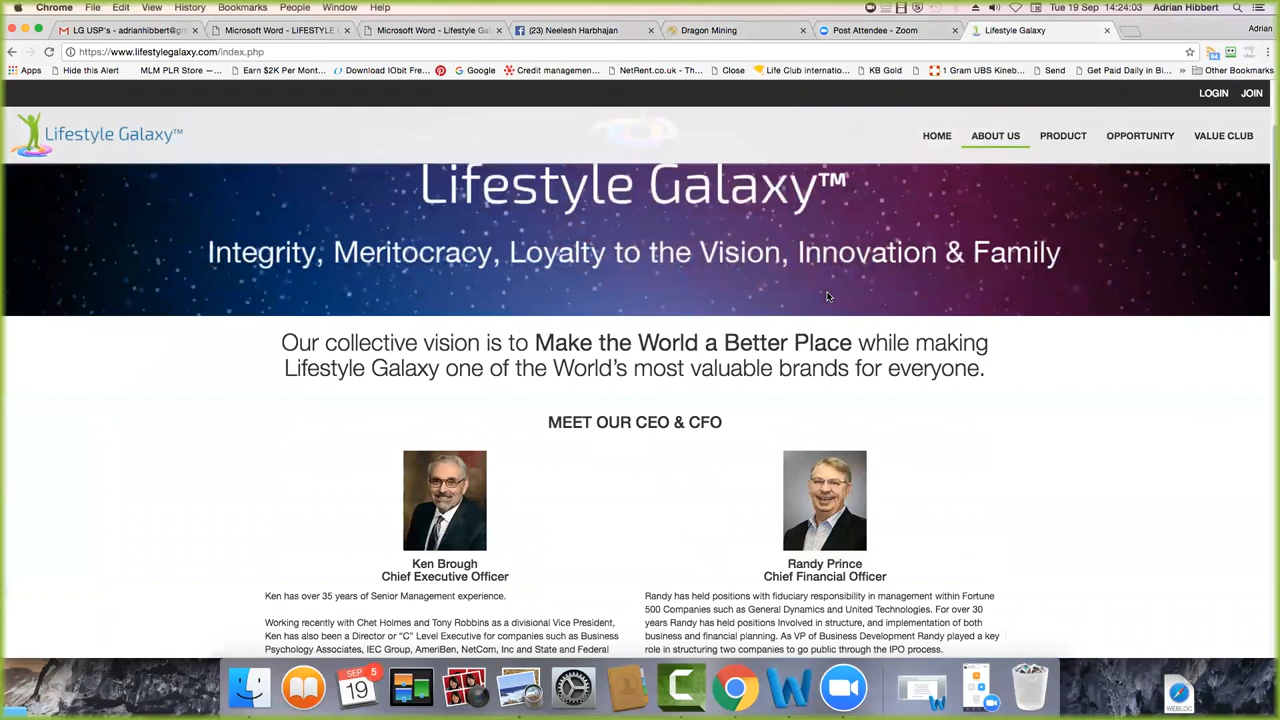 Chrome File Edit View History Bookmarks People Window Help Tue 19 Sep 14:24:03 Adrian Hibbert
LG USP's - adrianhibbert@gm Microsoft Word - LIFESTYLE Microsoft Word - Lifestyle Ga (23) Neelesh Harbhajan Dragon Mining Post Attendee - Zoom Lifestyle Galaxy Adrian
https://www.lifestylegalaxy.com/index.php
Apps Hide this Alert MLM PLR Store —... Earn $2K Per Mont... Download IObit Fre... Google Credit managemen... NetRent.co.uk - Th... Close Life Club internatio... KB Gold 1 Gram UBS Kineb... Send Get Paid Daily in Bi... » Other Bookmarks
LOGIN JOIN
Lifestyle Galaxy™ HOME ABOUT US PRODUCT OPPORTUNITY VALUE CLUB
Lifestyle Galaxy™
Integrity, Meritocracy, Loyalty to the Vision, Innovation & Family
Our collective vision is to Make the World a Better Place while making
Lifestyle Galaxy one of the World's most valuable brands for everyone.
MEET OUR CEO & CFO
Ken Brough
Chief Executive Officer
Ken has over 35 years of Senior Management experience.
Working recently with Chet Holmes and Tony Robbins as a divisional Vice President,
Ken has also been a Director or "C" Level Executive for companies such as Business
Psychology Associates, IEC Group, AmeriBen, NetCom, Inc and State and Federal
Randy Prince
Chief Financial Officer
Randy has held positions with fiduciary responsibility in management within Fortune
500 Companies such as General Dynamics and United Technologies. For over 30
years Randy has held positions Involved in structure, and implementation of both
business and financial planning. As VP of Business Development Randy played a key
role in structuring two companies to go public through the IPO process.
SEP 5
19
WEBLOC